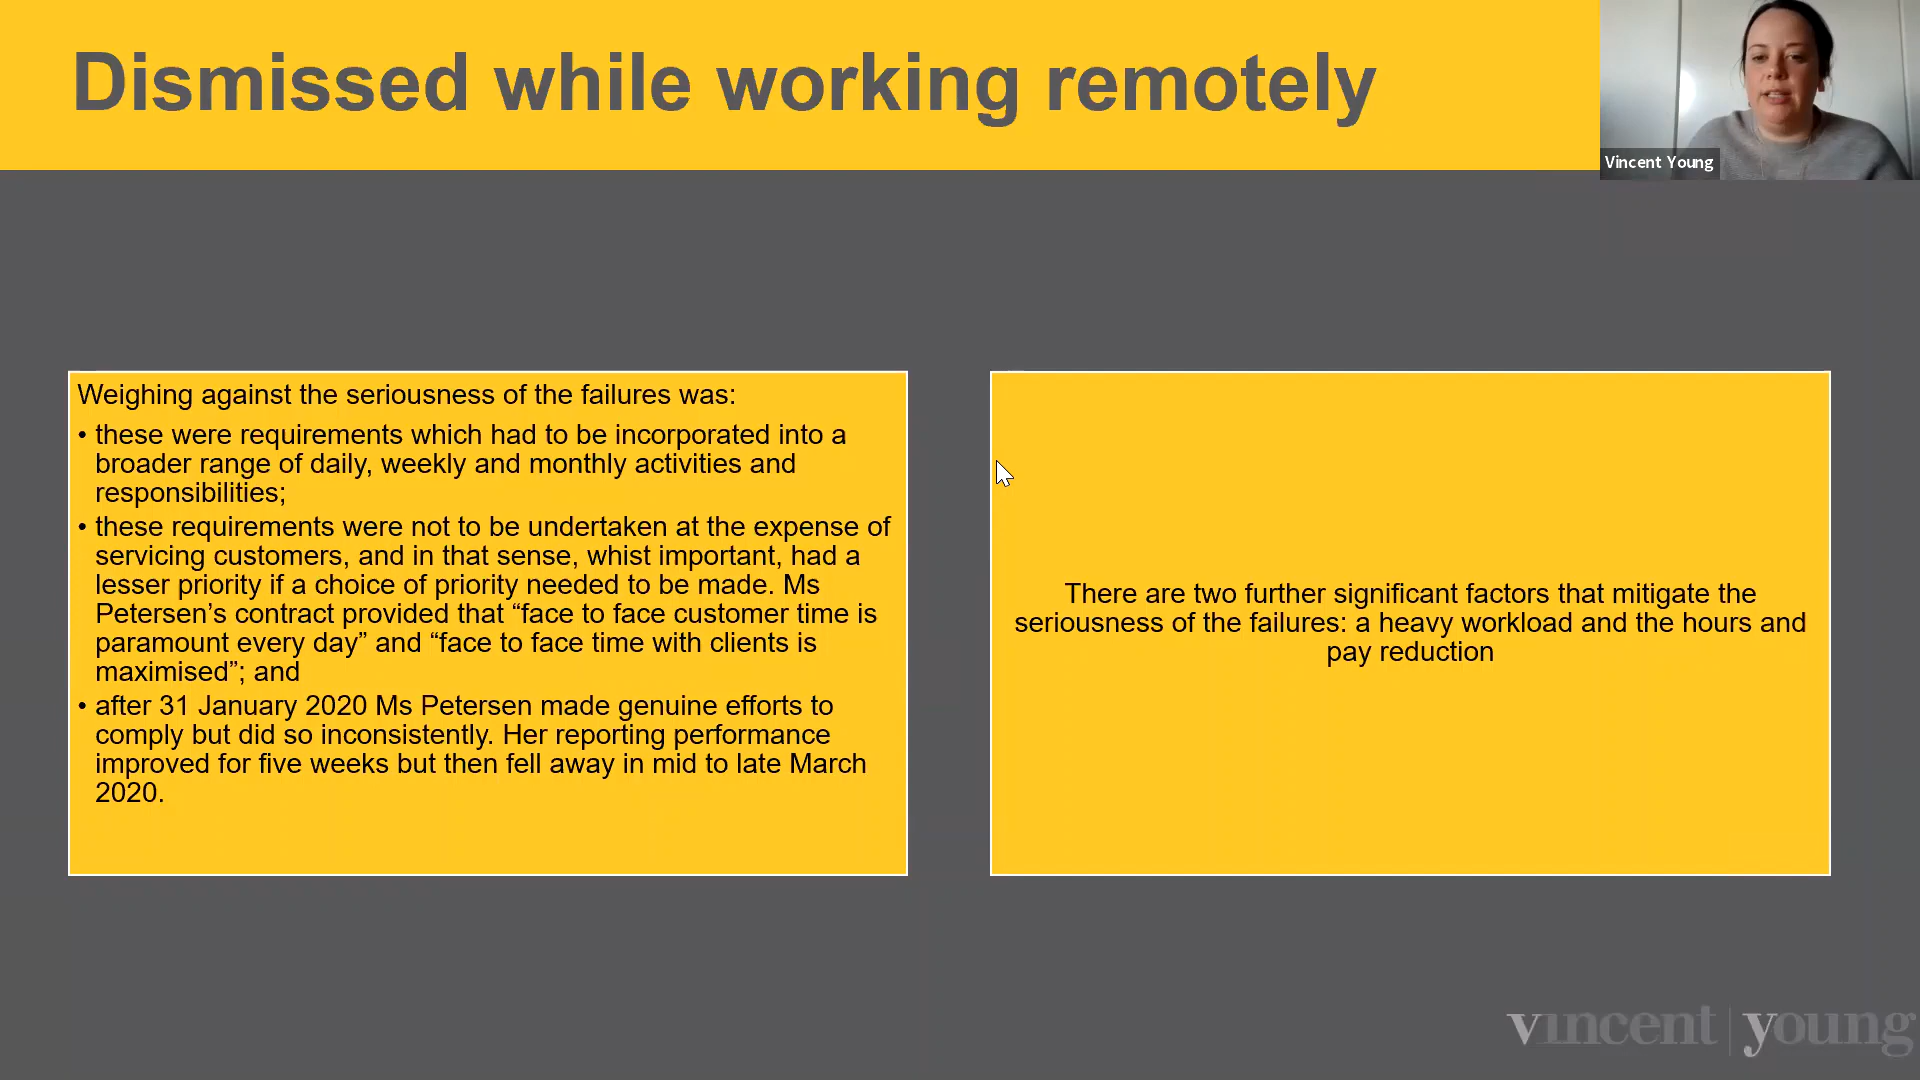 Dismissed while working remotely
Vincent Young
Weighing against the seriousness of the failures was:
• these were requirements which had to be incorporated into a
broader range of daily, weekly and monthly activities and
responsibilities;
• these requirements were not to be undertaken at the expense of
servicing customers, and in that sense, whist important, had a
lesser priority if a choice of priority needed to be made. Ms
Petersen’s contract provided that “face to face customer time is
paramount every day” and “face to face time with clients is
maximised”; and
• after 31 January 2020 Ms Petersen made genuine efforts to
comply but did so inconsistently. Her reporting performance
improved for five weeks but then fell away in mid to late March
2020.
There are two further significant factors that mitigate the
seriousness of the failures: a heavy workload and the hours and
pay reduction
vincent young